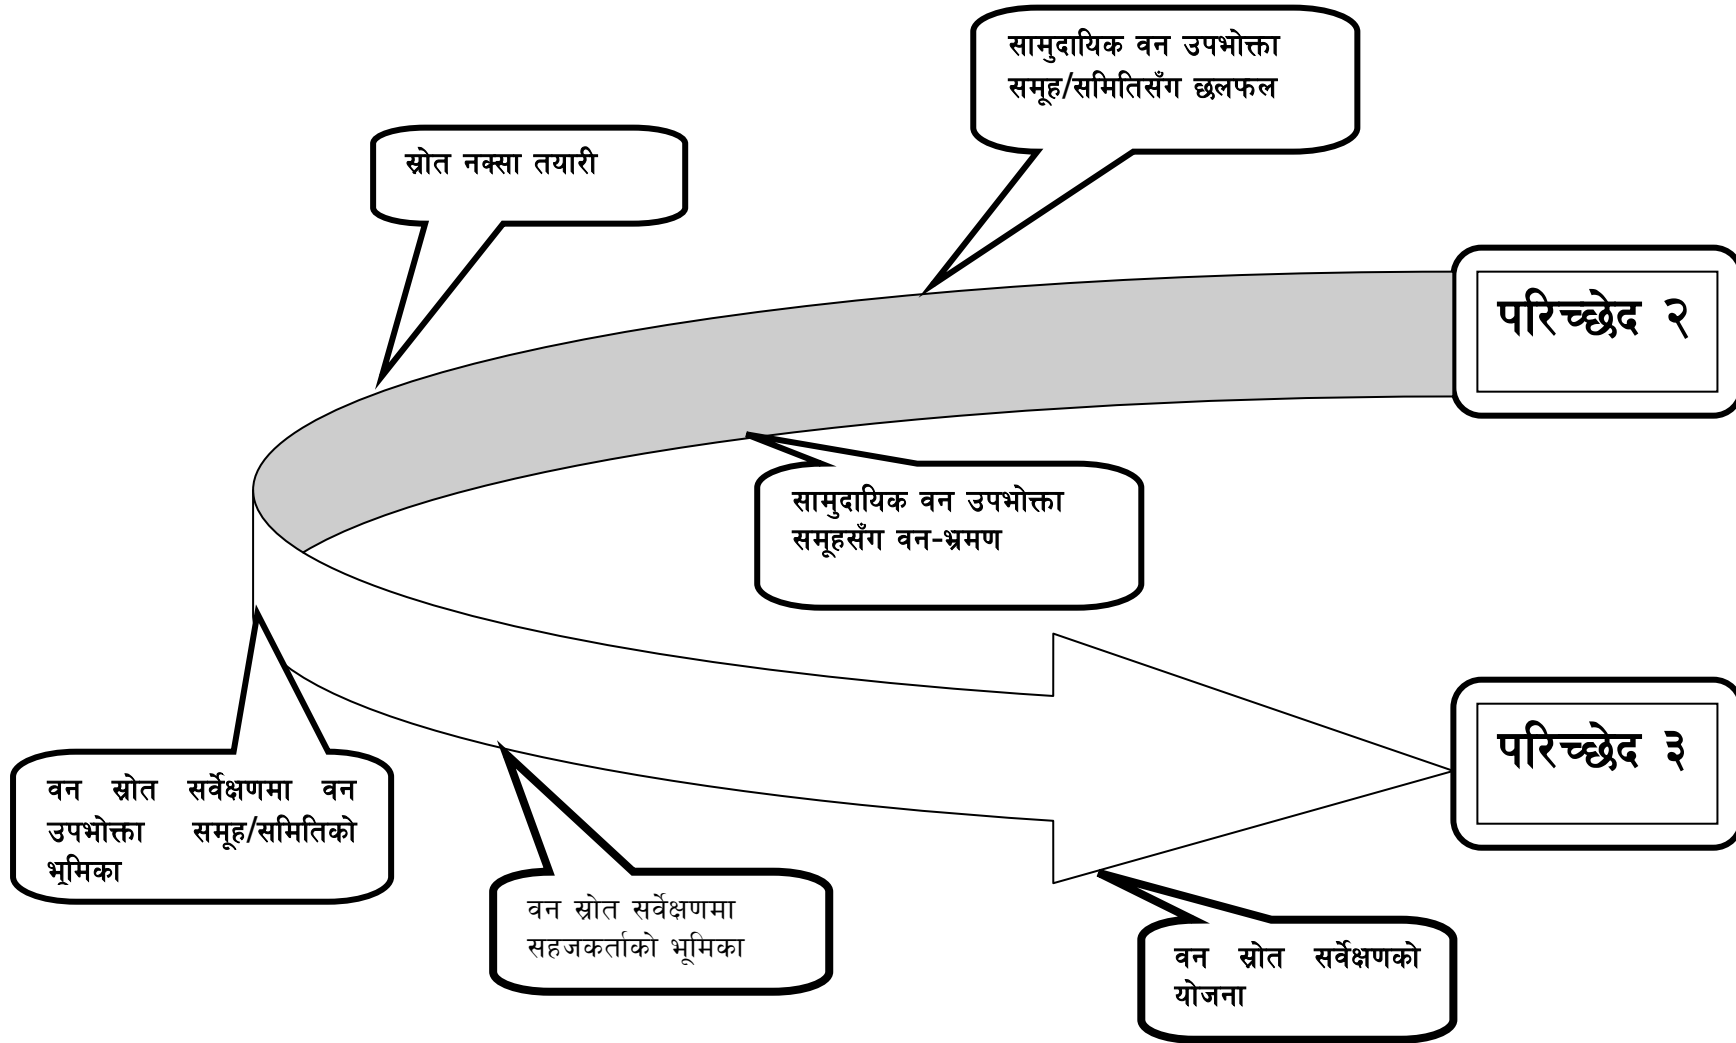 सामुदायिक वन उपभोक्ता
समूह/समितिसँग छलफल
स्रोत नक्सा तयारी
परिच्छेद २
सामुदायिक वन उपभोक्ता
समूहसँग वन-भ्रमण
परिच्छेद ३
वन स्रोत सर्वेक्षणमा वन
उपभोक्ता समूह/समितिको
भूमिका
वन स्रोत सर्वेक्षणमा
सहजकर्ताको भूमिका
वन स्रोत सर्वेक्षणको
योजना